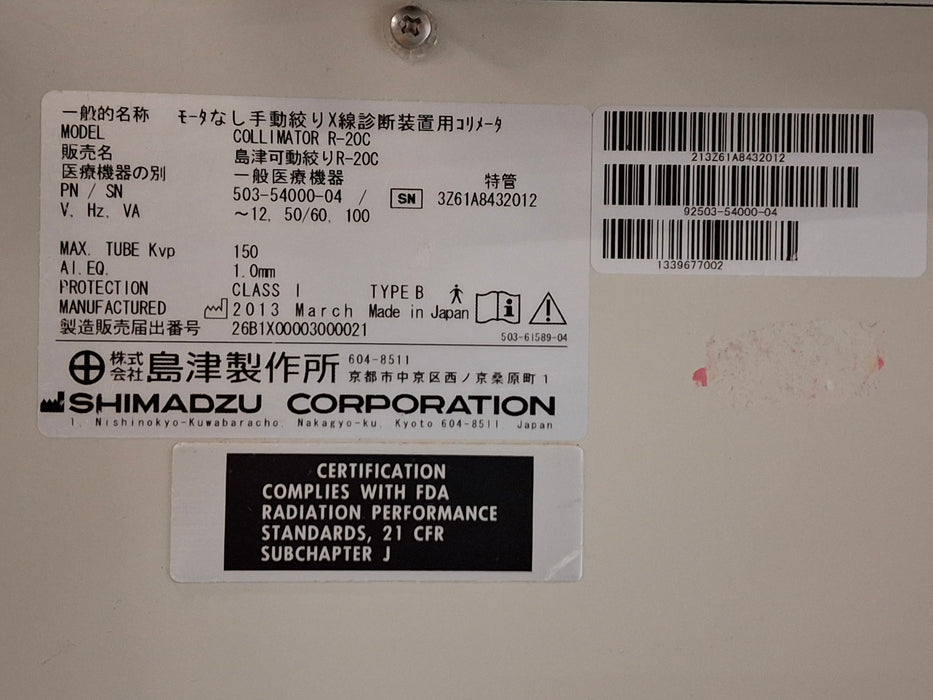 一般的名称 モータなし手動絞りX線診断装置用コリメータ
MODEL COLLIMATOR R-20C
販売名 島津可動絞りR-20C
医療機器の別 一般医療機器 特管
PN / SN 503-54000-04 / SN 3Z61A8432012
V, Hz, VA ～12, 50/60, 100
MAX. TUBE Kvp 150
Al.EQ. 1.0mm
PROTECTION CLASS I TYPE B
MANUFACTURED 2013 March Made in Japan
製造販売届出番号 26B1X00003000021
503-61589-04
株式会社 島津製作所 604-8511
京都市中京区西ノ京桑原町1
SHIMADZU CORPORATION
1, Nishinokyo-Kuwabaracho, Nakagyo-ku, Kyoto 604-8511 Japan
213Z61A8432012
92503-54000-04
1339677002
CERTIFICATION
COMPLIES WITH FDA
RADIATION PERFORMANCE
STANDARDS, 21 CFR
SUBCHAPTER J